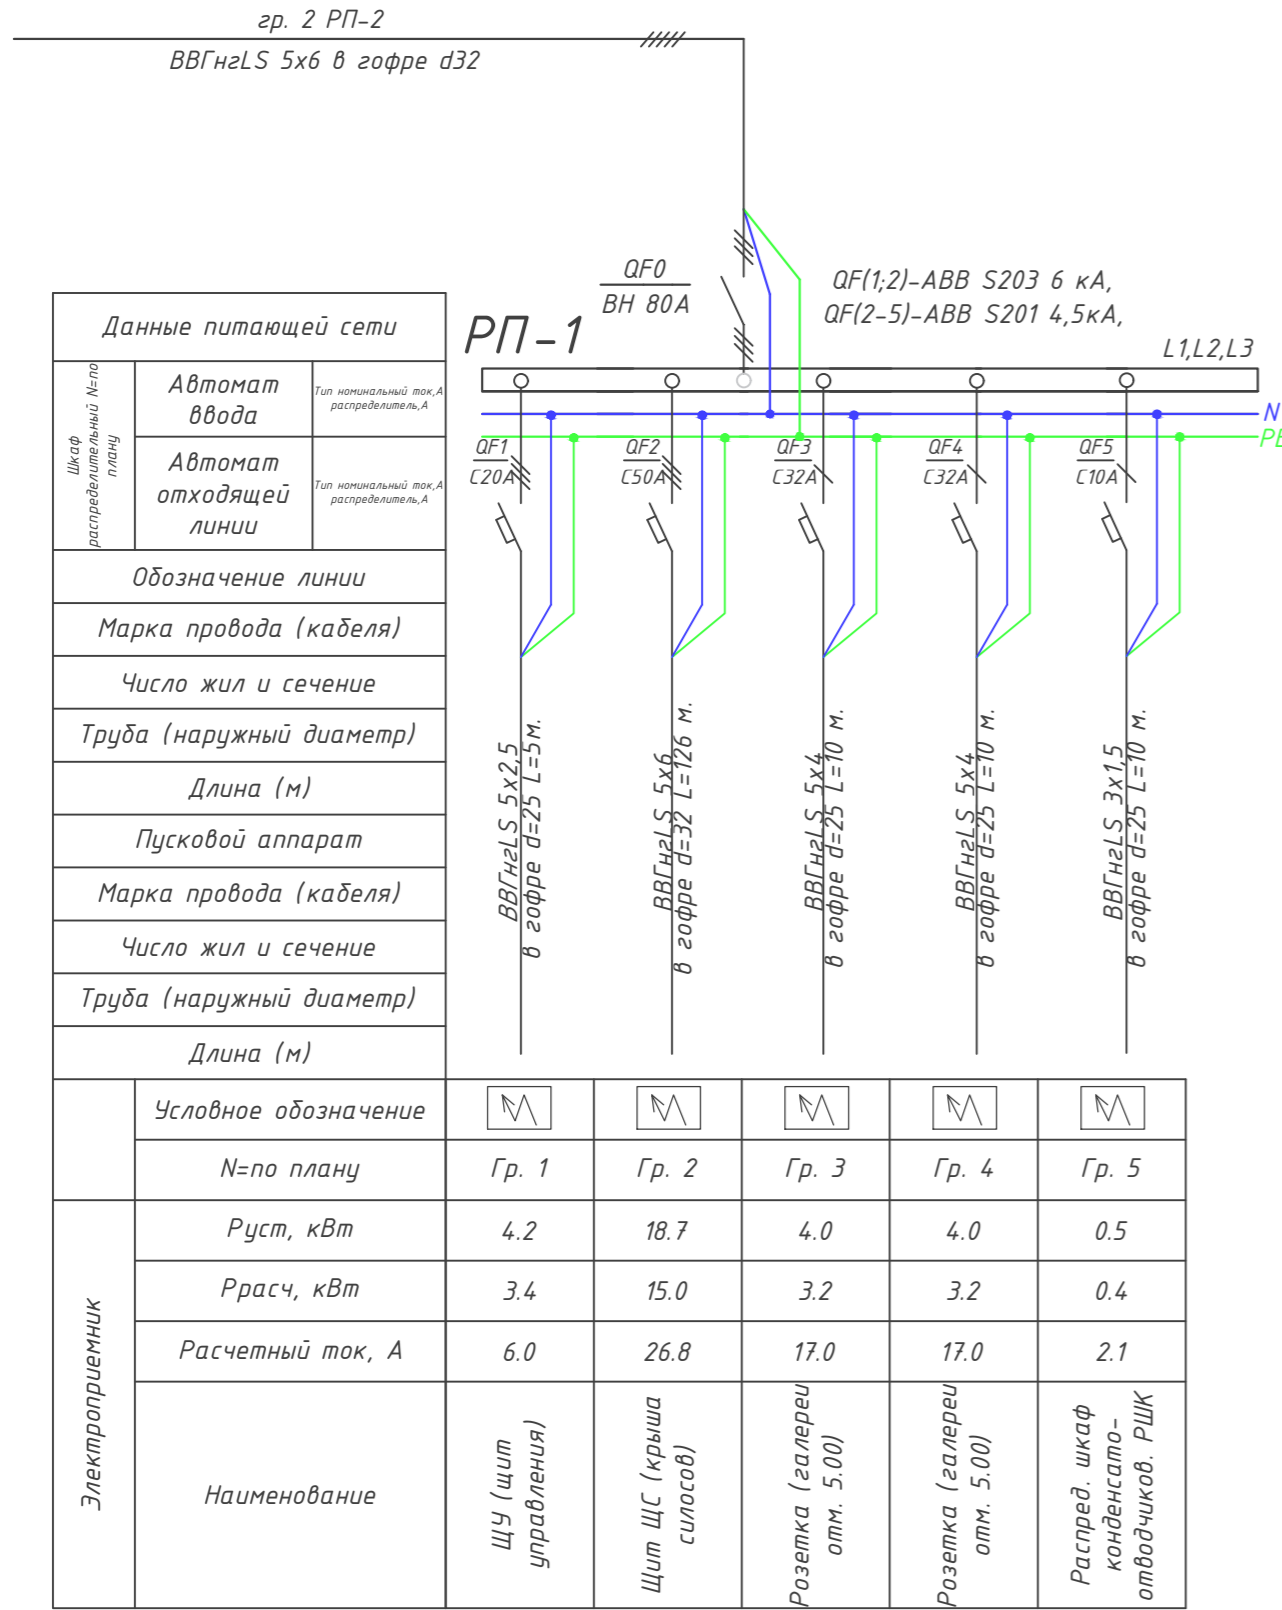 гр. 2 РП-2
ВВГнгLS 5х6 в гофре d32
QF0
ВН 80А
QF(1;2)-ABB S203 6 кА,
QF(2-5)-ABB S201 4,5кА,
РП-1
L1,L2,L3
N
PE
QF1
C20A
QF2
C50A
QF3
C32A
QF4
C32A
QF5
C10A
Данные питающей сети
Шкаф
распределительный N=по
плану
Автомат
ввода
Тип номинальный ток,А
распределитель,А
Автомат
отходящей
линии
Тип номинальный ток,А
распределитель,А
Обозначение линии
Марка провода (кабеля)
Число жил и сечение
Труба (наружный диаметр)
Длина (м)
Пусковой аппарат
Марка провода (кабеля)
Число жил и сечение
Труба (наружный диаметр)
Длина (м)
ВВГнгLS 5х2,5
в гофре d=25 L=5м.
ВВГнгLS 5х6
в гофре d=32 L=126 м.
ВВГнгLS 5х4
в гофре d=25 L=10 м.
ВВГнгLS 5х4
в гофре d=25 L=10 м.
ВВГнгLS 3х1,5
в гофре d=25 L=10 м.
Условное обозначение
N=по плану
Гр. 1
Гр. 2
Гр. 3
Гр. 4
Гр. 5
Электроприемник
Руст, кВт
4.2
18.7
4.0
4.0
0.5
Ррасч, кВт
3.4
15.0
3.2
3.2
0.4
Расчетный ток, А
6.0
26.8
17.0
17.0
2.1
Наименование
ЩУ (щит
управления)
Щит ЩС (крыша
силосов)
Розетка (галереи
отм. 5.00)
Розетка (галереи
отм. 5.00)
Распред. шкаф
конденсато-
отводчиков. РШК